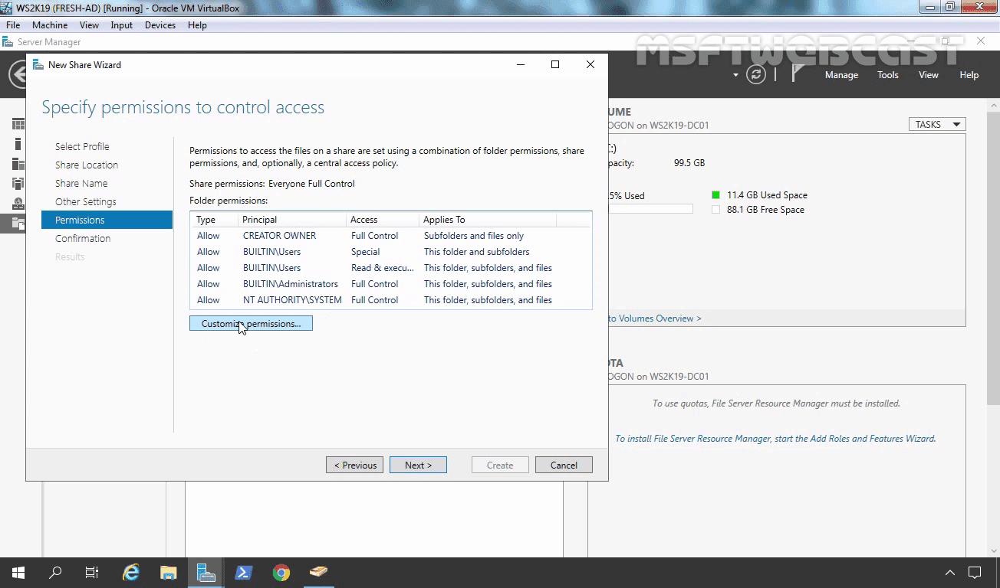 WS2K19 (FRESH-AD) [Running] - Oracle VM VirtualBox
File Machine View Input Devices Help
Server Manager
MSFTWEBCAST
Manage Tools View Help
New Share Wizard
Specify permissions to control access
Select Profile
Share Location
Share Name
Other Settings
Permissions
Confirmation
Results
Permissions to access the files on a share are set using a combination of folder permissions, share
permissions, and, optionally, a central access policy.
Share permissions: Everyone Full Control
Folder permissions:
Type Principal Access Applies To
Allow CREATOR OWNER Full Control Subfolders and files only
Allow BUILTIN\Users Special This folder and subfolders
Allow BUILTIN\Users Read & execu... This folder, subfolders, and files
Allow BUILTIN\Administrators Full Control This folder, subfolders, and files
Allow NT AUTHORITY\SYSTEM Full Control This folder, subfolders, and files
Customize permissions...
< Previous Next > Create Cancel
UME
OGON on WS2K19-DC01
TASKS
C:)
pacity: 99.5 GB
5% Used
11.4 GB Used Space
88.1 GB Free Space
to Volumes Overview >
OTA
OGON on WS2K19-DC01
To use quotas, File Server Resource Manager must be installed.
To install File Server Resource Manager, start the Add Roles and Features Wizard.